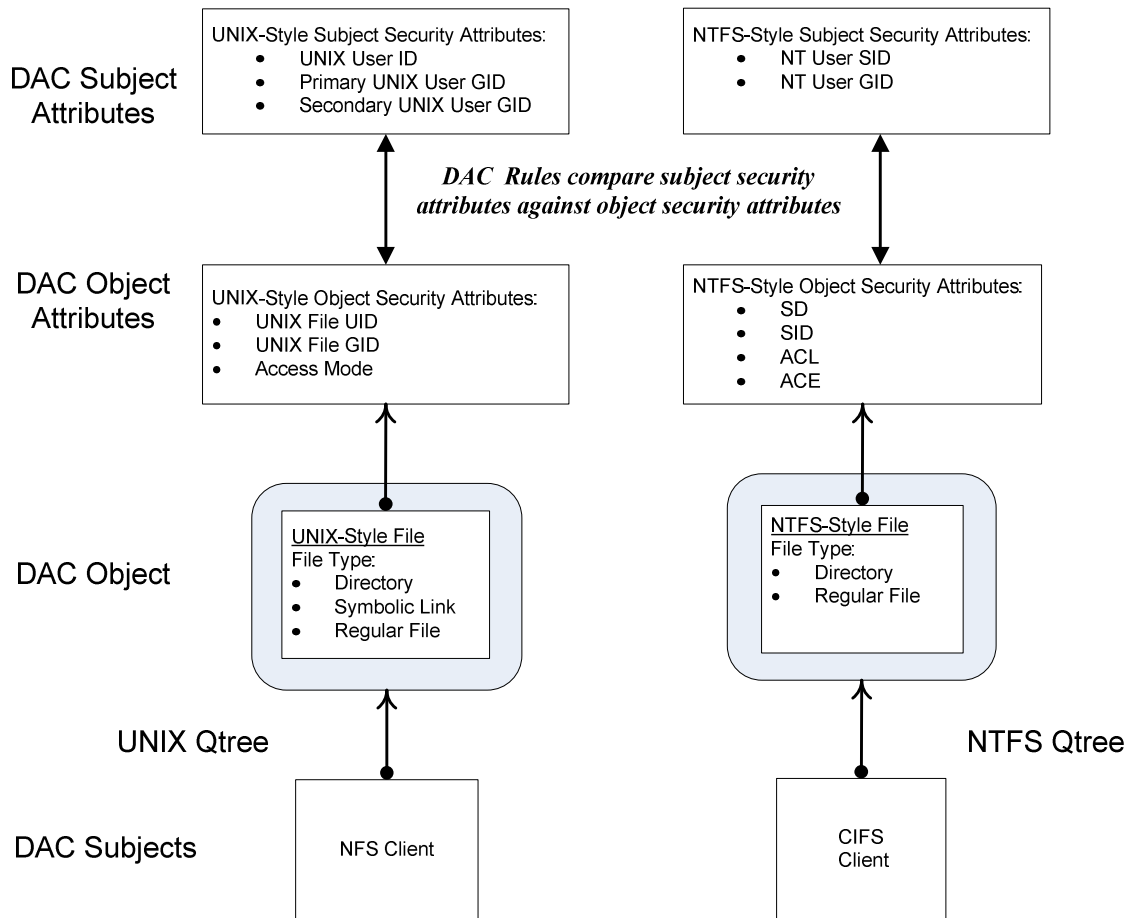 DAC Subject
Attributes
UNIX-Style Subject Security Attributes:
• UNIX User ID
• Primary UNIX User GID
• Secondary UNIX User GID
NTFS-Style Subject Security Attributes:
• NT User SID
• NT User GID
DAC Rules compare subject security
attributes against object security attributes
DAC Object
Attributes
UNIX-Style Object Security Attributes:
• UNIX File UID
• UNIX File GID
• Access Mode
NTFS-Style Object Security Attributes:
• SD
• SID
• ACL
• ACE
DAC Object
UNIX-Style File
File Type:
• Directory
• Symbolic Link
• Regular File
NTFS-Style File
File Type:
• Directory
• Regular File
UNIX Qtree
NTFS Qtree
DAC Subjects
NFS Client
CIFS
Client